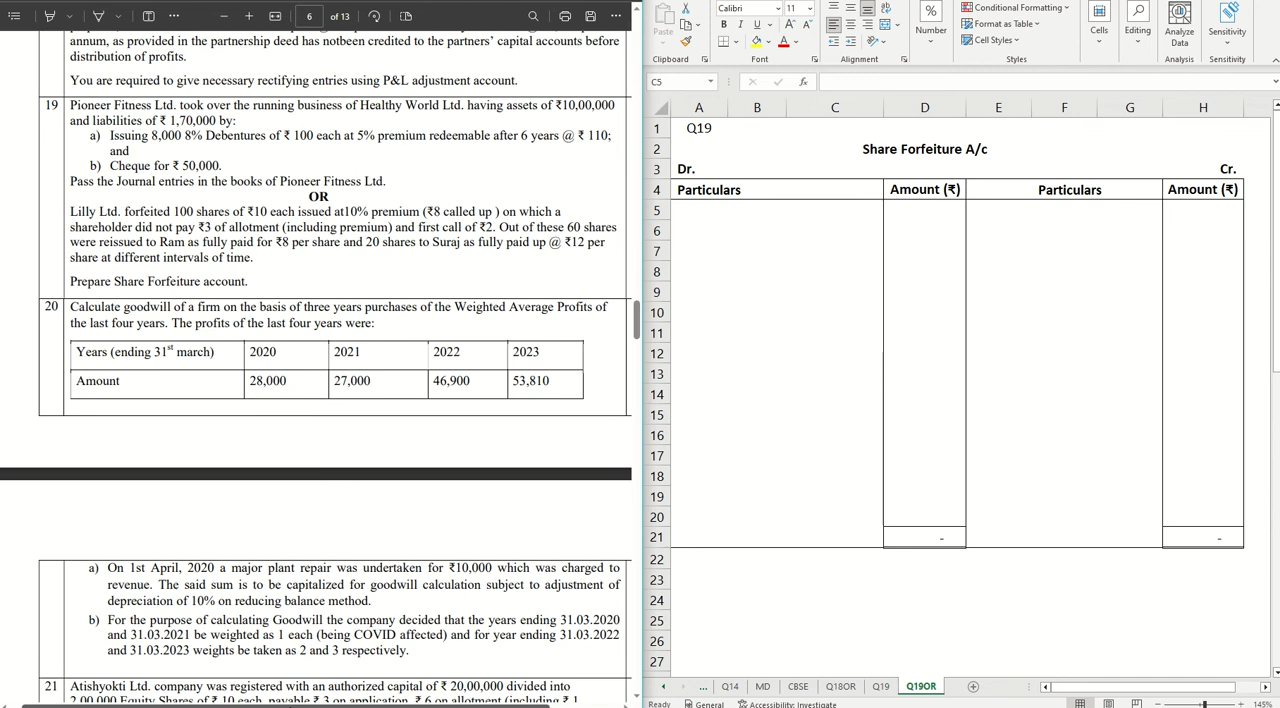 6 of 13
annum, as provided in the partnership deed has notbeen credited to the partners' capital accounts before
distribution of profits.
You are required to give necessary rectifying entries using P&L adjustment account.
19 Pioneer Fitness Ltd. took over the running business of Healthy World Ltd. having assets of ₹10,00,000
and liabilities of ₹ 1,70,000 by:
a) Issuing 8,000 8% Debentures of ₹ 100 each at 5% premium redeemable after 6 years @ ₹ 110;
and
b) Cheque for ₹ 50,000.
Pass the Journal entries in the books of Pioneer Fitness Ltd.
OR
Lilly Ltd. forfeited 100 shares of ₹10 each issued at10% premium (₹8 called up ) on which a
shareholder did not pay ₹3 of allotment (including premium) and first call of ₹2. Out of these 60 shares
were reissued to Ram as fully paid for ₹8 per share and 20 shares to Suraj as fully paid up @ ₹12 per
share at different intervals of time.
Prepare Share Forfeiture account.
20 Calculate goodwill of a firm on the basis of three years purchases of the Weighted Average Profits of
the last four years. The profits of the last four years were:
Years (ending 31st march) 2020 2021 2022 2023
Amount 28,000 27,000 46,900 53,810
a) On 1st April, 2020 a major plant repair was undertaken for ₹10,000 which was charged to
revenue. The said sum is to be capitalized for goodwill calculation subject to adjustment of
depreciation of 10% on reducing balance method.
b) For the purpose of calculating Goodwill the company decided that the years ending 31.03.2020
and 31.03.2021 be weighted as 1 each (being COVID affected) and for year ending 31.03.2022
and 31.03.2023 weights be taken as 2 and 3 respectively.
21 Atishyokti Ltd. company was registered with an authorized capital of ₹ 20,00,000 divided into
2,00,000 Equity Shares of ₹ 10 each, payable ₹ 3 on application, ₹ 6 on allotment (including ₹ 1
Paste
Calibri 11
B I U A A
A
%
Number
Conditional Formatting
Format as Table
Cell Styles
Cells
Editing
Analyze
Data
Sensitivity
Clipboard Font Alignment Styles Analysis Sensitivity
C5 fx
A B C D E F G H
1 Q19
2 Share Forfeiture A/c
3 Dr. Cr.
4 Particulars Amount (₹) Particulars Amount (₹)
5
6
7
8
9
10
11
12
13
14
15
16
17
18
19
20
21 - -
22
23
24
25
26
27
... Q14 MD CBSE Q18OR Q19 Q19OR
Ready General Accessibility: Investigate 145%